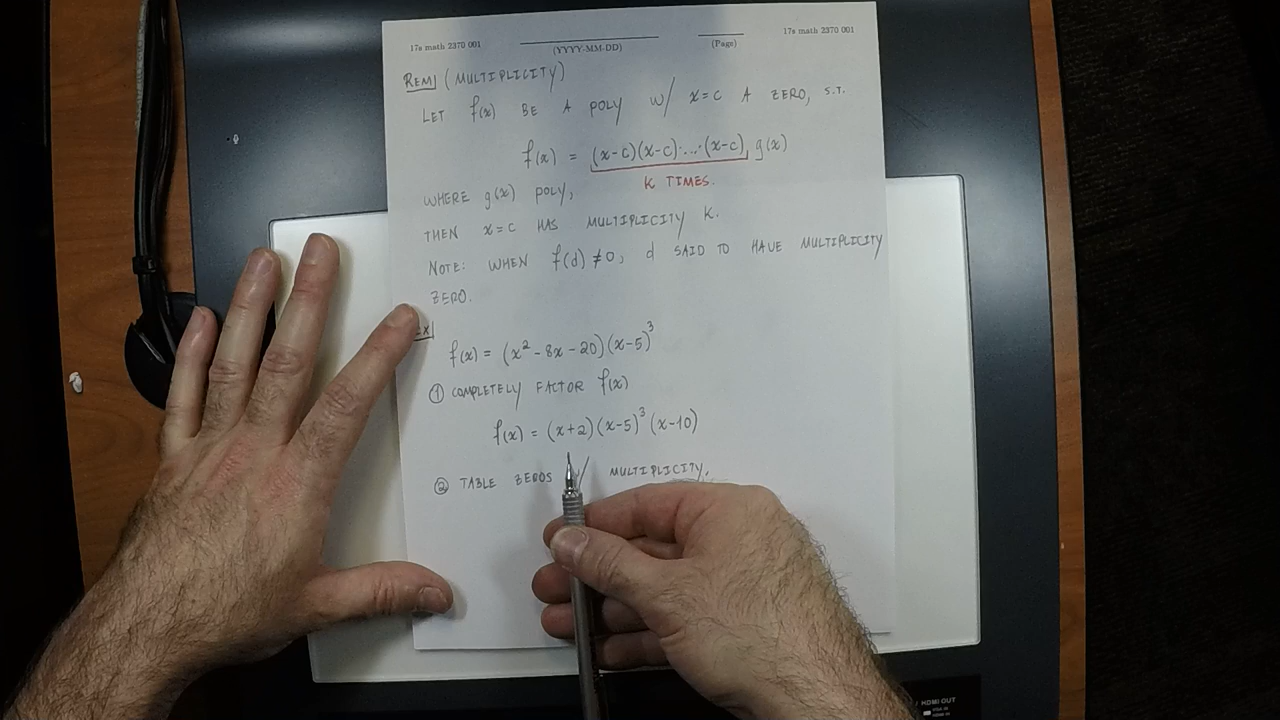 17s math 2370 001 (YYYY-MM-DD) (Page) 17s math 2370 001
REM (MULTIPLICITY)
LET f(x) BE A POLY W/ x=c A ZERO, S.T.
f(x) = (x-c)(x-c)·...·(x-c) g(x)
K TIMES.
WHERE g(x) POLY,
THEN x=c HAS MULTIPLICITY K.
NOTE: WHEN f(d) ≠ 0, d SAID TO HAVE MULTIPLICITY
ZERO.
f(x) = (x² - 8x - 20)(x-5)³
① COMPLETELY FACTOR f(x)
f(x) = (x+2)(x-5)³(x-10)
② TABLE ZEROS W/ MULTIPLICITY.
HDMI OUT